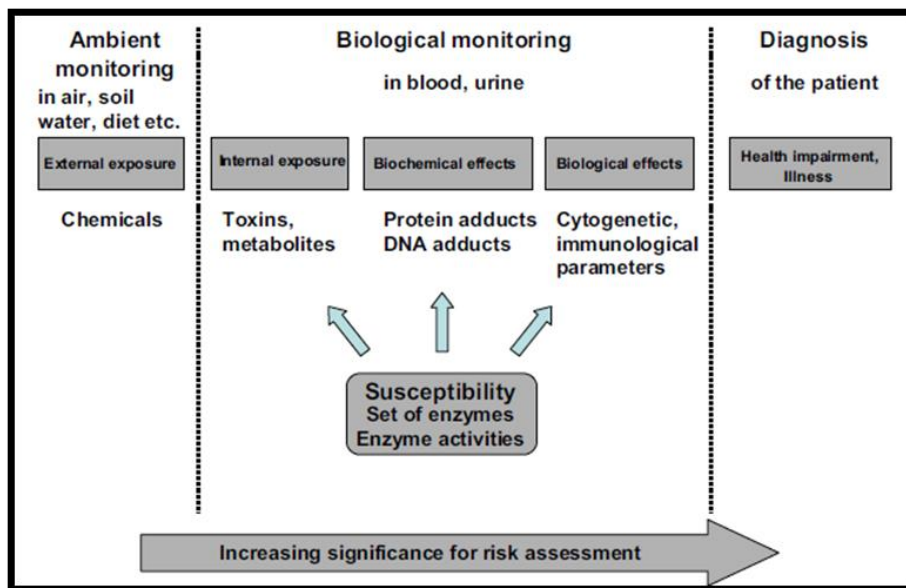 Ambient
monitoring
in air, soil
water, diet etc.
External exposure
Chemicals
Biological monitoring
in blood, urine
Internal exposure
Biochemical effects
Biological effects
Toxins,
metabolites
Protein adducts
DNA adducts
Cytogenetic,
immunological
parameters
Susceptibility
Set of enzymes
Enzyme activities
Diagnosis
of the patient
Health impairment,
Illness
Increasing significance for risk assessment